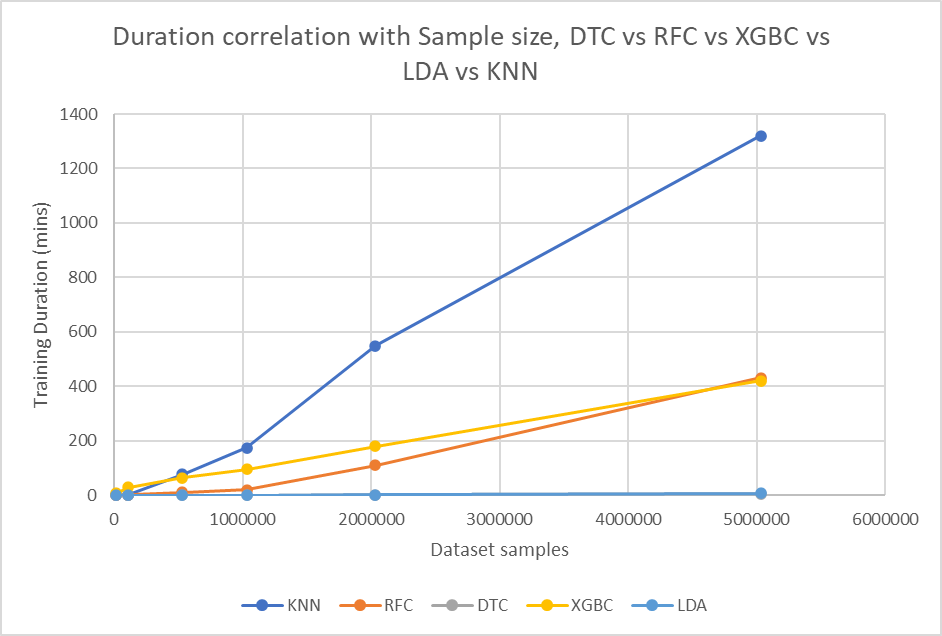 Duration correlation with Sample size, DTC vs RFC vs XGBC vs
LDA vs KNN
1400
1200
1000
800
600
400
200
0
Training Duration (mins)
0 1000000 2000000 3000000 4000000 5000000 6000000
Dataset samples
KNN RFC DTC XGBC LDA